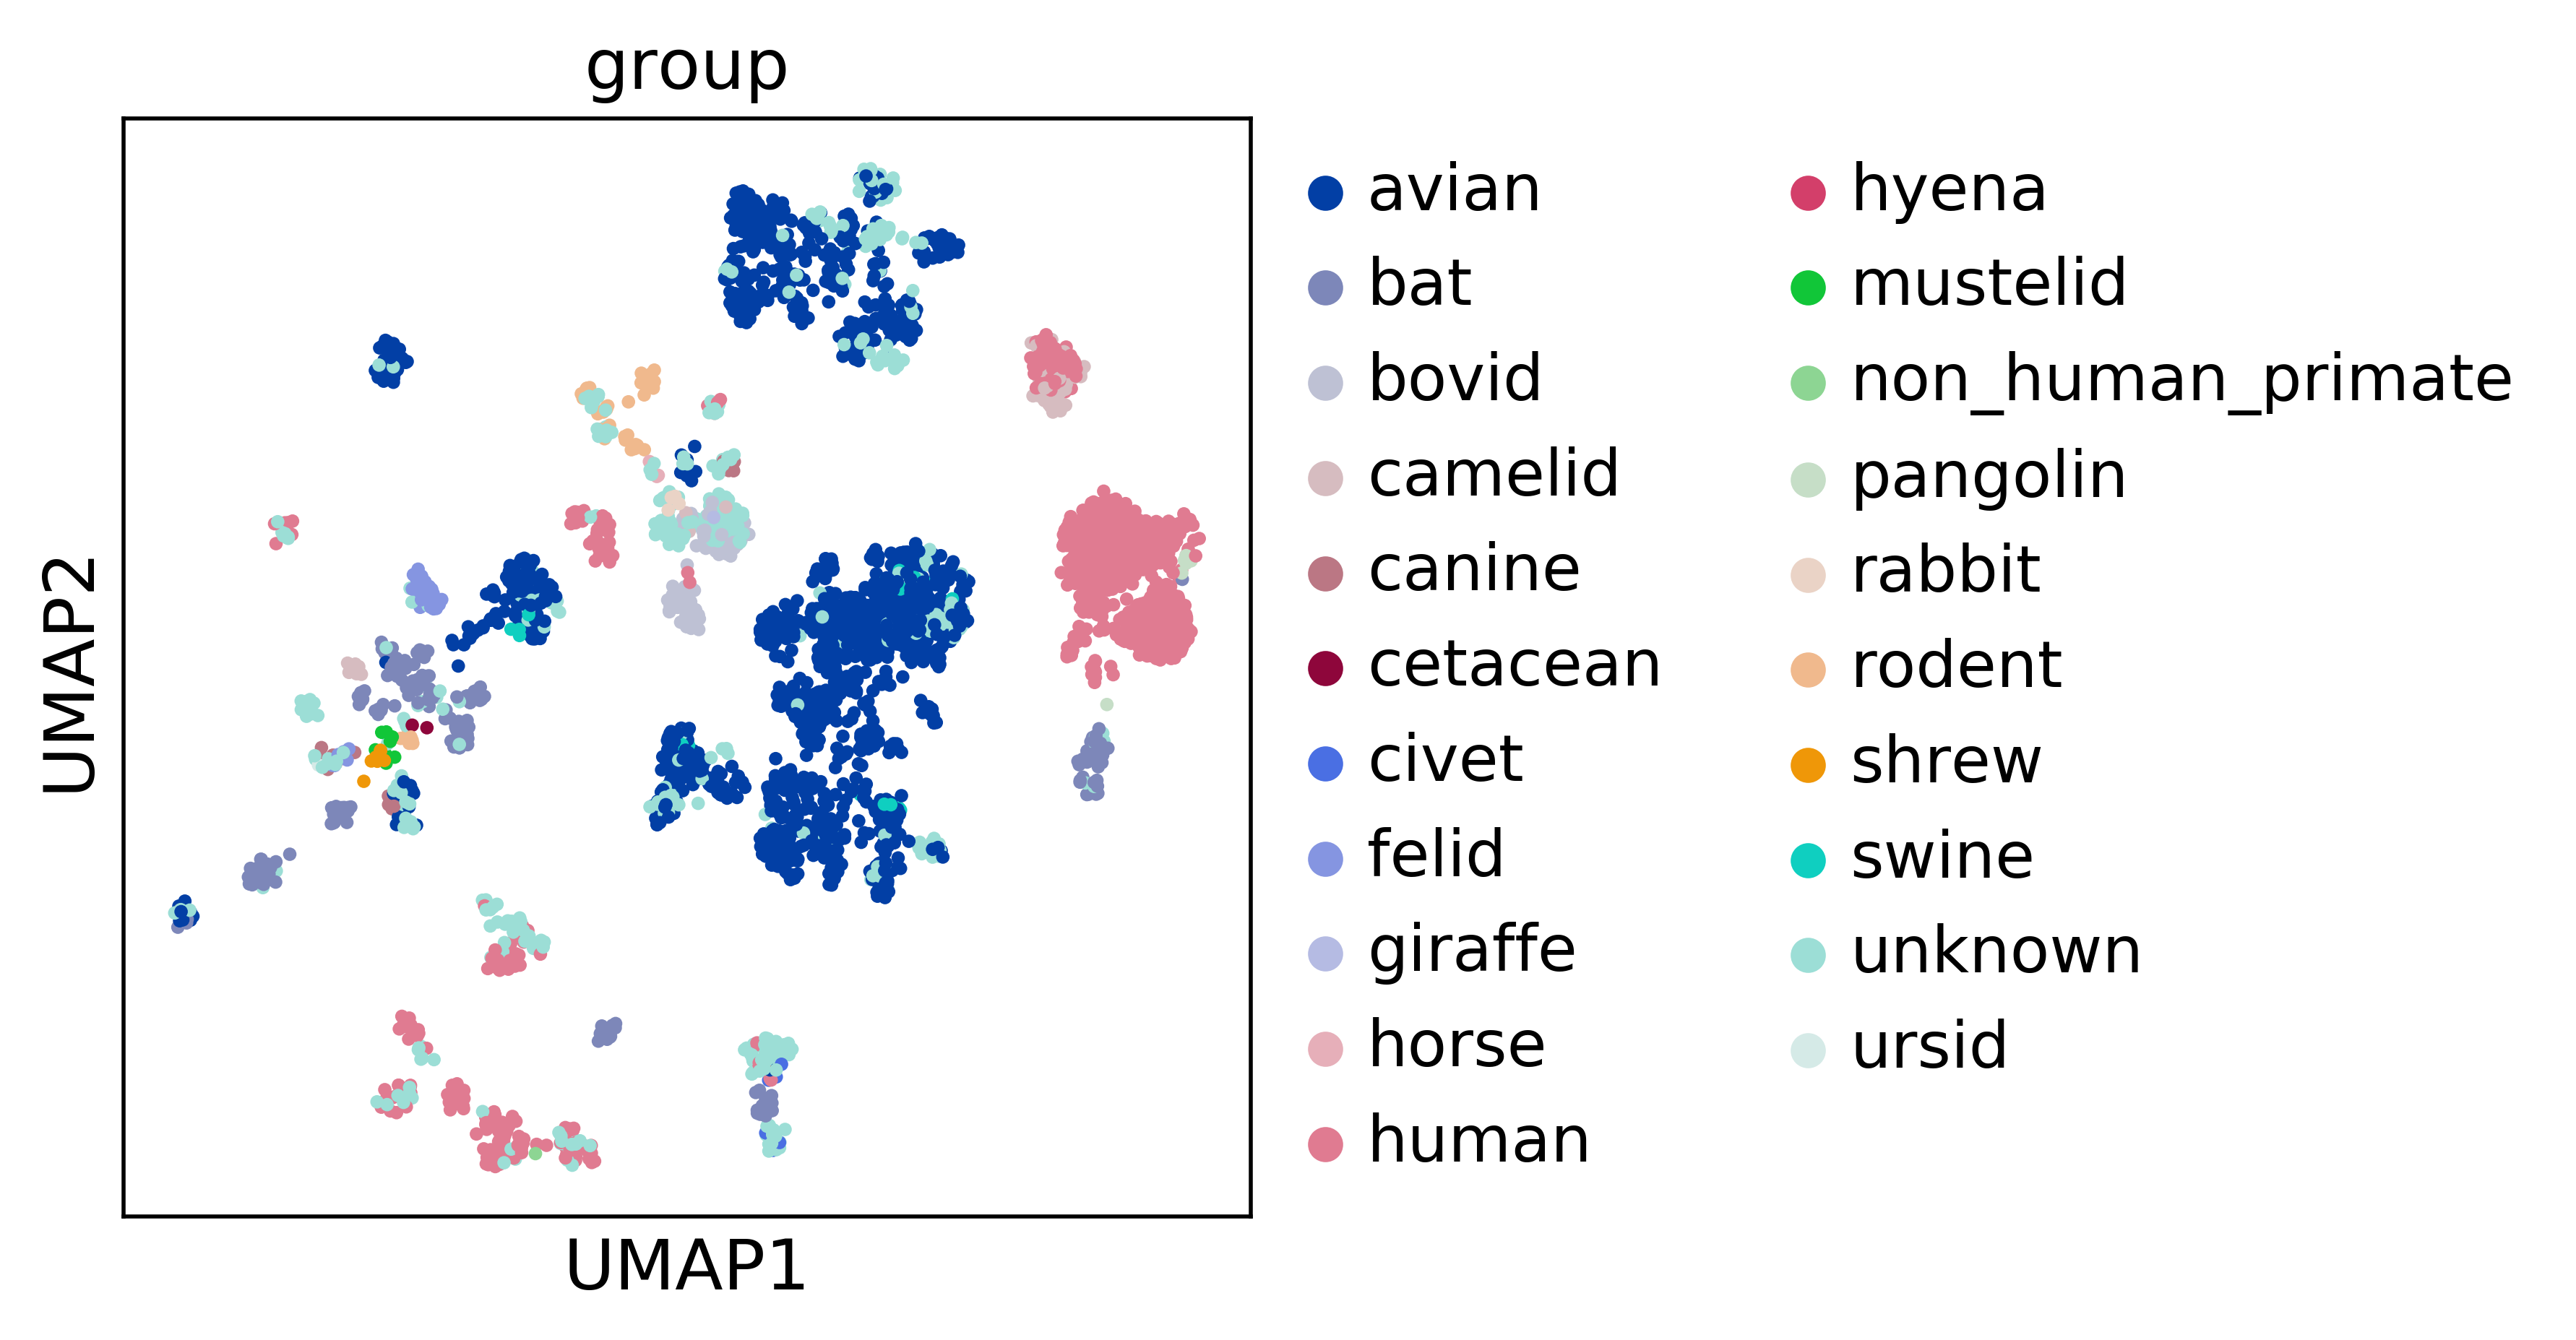 group
UMAP2
UMAP1
avian
bat
bovid
camelid
canine
cetacean
civet
felid
giraffe
horse
human
hyena
mustelid
non_human_primate
pangolin
rabbit
rodent
shrew
swine
unknown
ursid